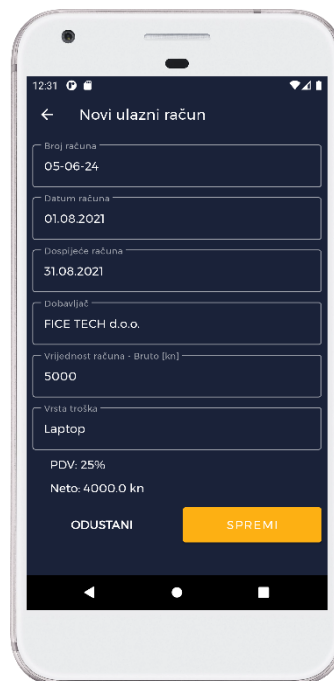 12:31
Novi ulazni račun
Broj računa
05-06-24
Datum računa
01.08.2021
Dospijeće računa
31.08.2021
Dobavljač
FICE TECH d.o.o.
Vrijednost računa - Bruto [kn]
5000
Vrsta troška
Laptop
PDV: 25%
Neto: 4000.0 kn
ODUSTANI SPREMI